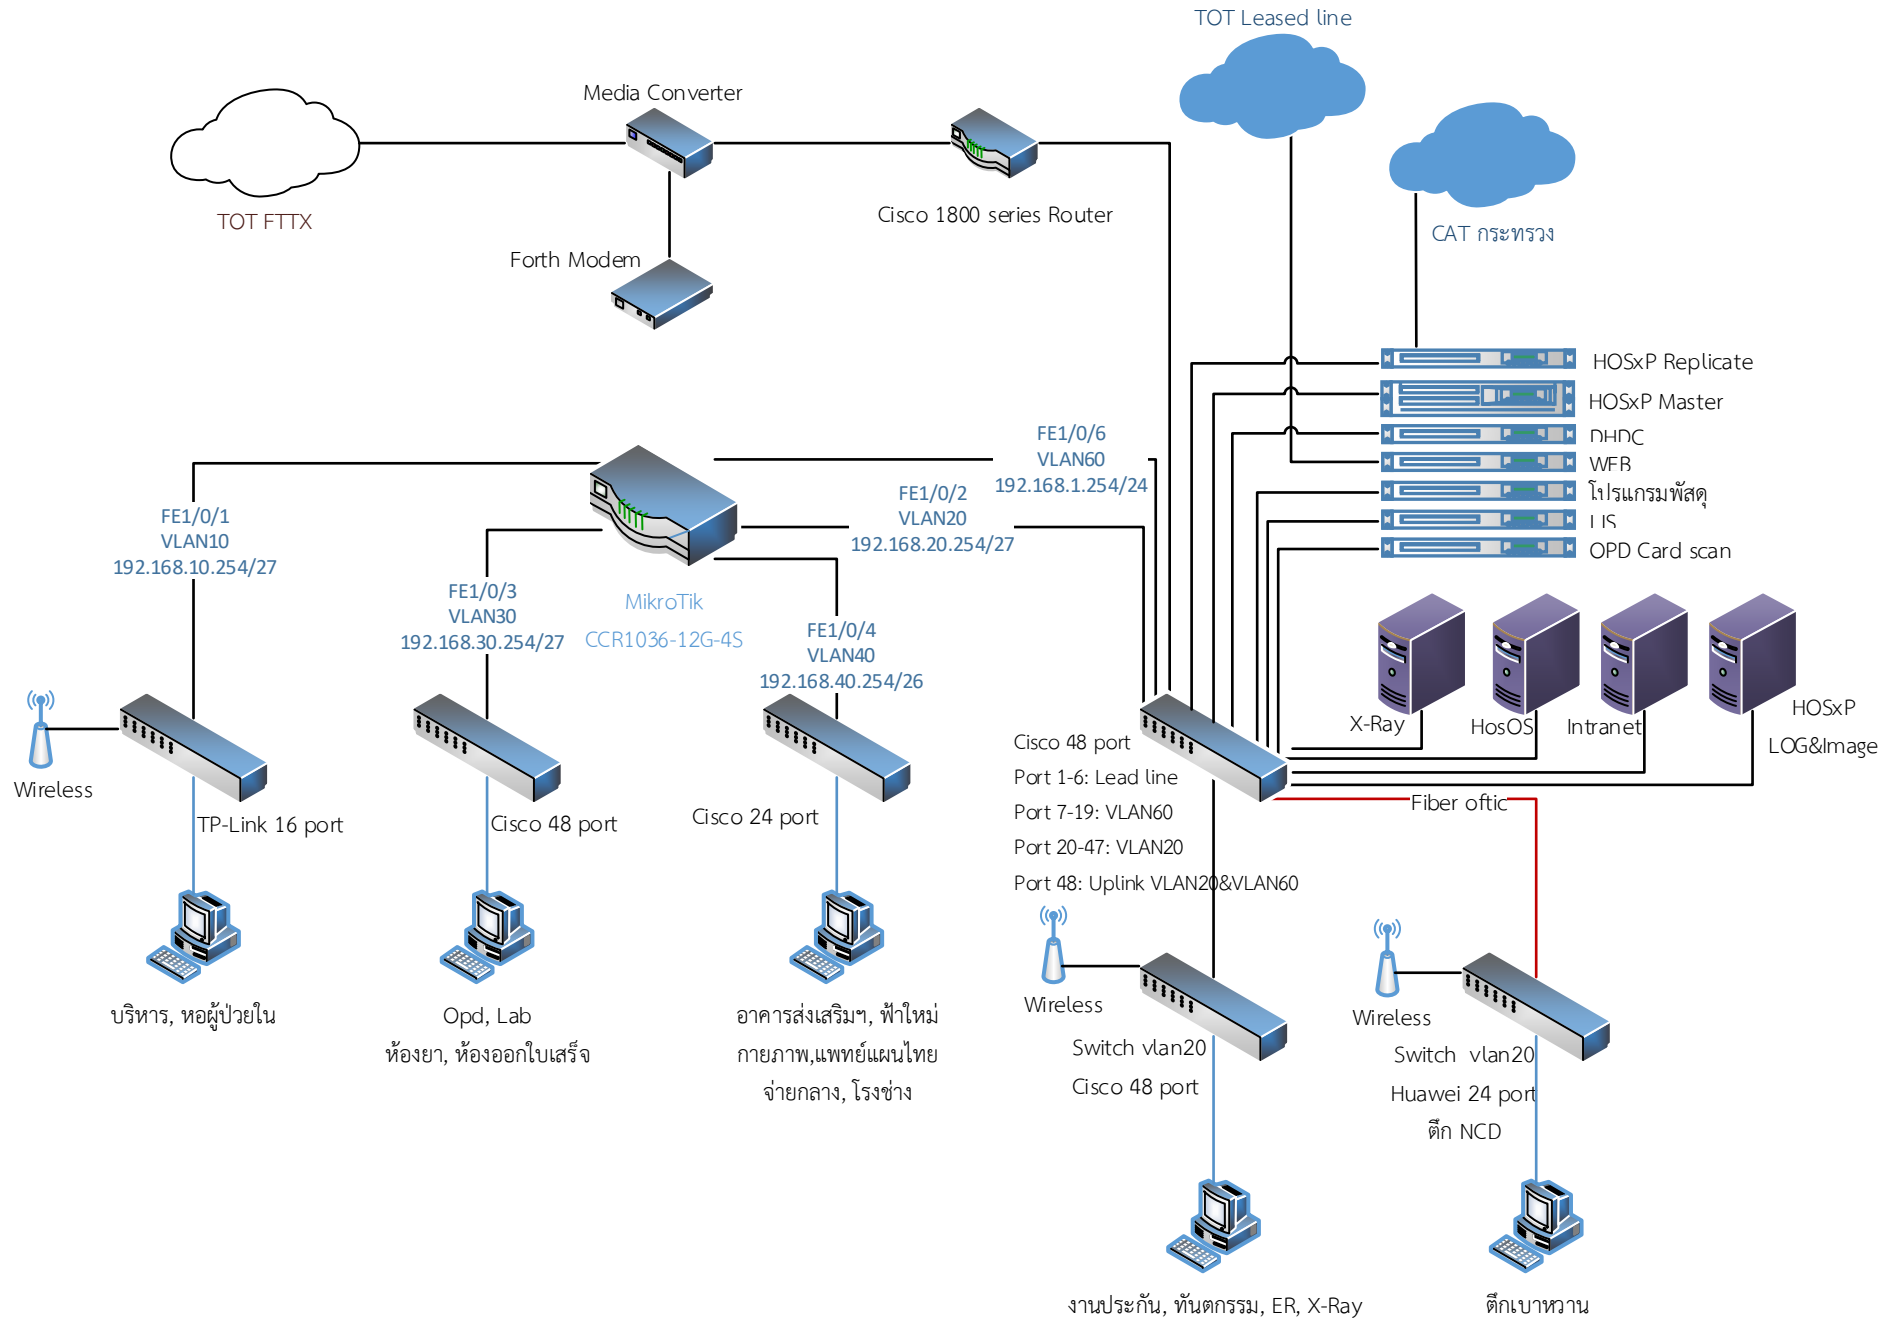 TOT Leased line
Media Converter
TOT FTTX
Cisco 1800 series Router
CAT กระทรวง
Forth Modem
HOSxP Replicate
HOSxP Master
DHDC
WEB
โปรแกรมพัสดุ
LIS
OPD Card scan
FE1/0/6
VLAN60
192.168.1.254/24
FE1/0/2
VLAN20
192.168.20.254/27
FE1/0/1
VLAN10
192.168.10.254/27
FE1/0/3
VLAN30
192.168.30.254/27
MikroTik
CCR1036-12G-4S
FE1/0/4
VLAN40
192.168.40.254/26
X-Ray
HosOS
Intranet
HOSxP
LOG&Image
Wireless
TP-Link 16 port
Cisco 48 port
Cisco 24 port
Cisco 48 port
Port 1-6: Lead line
Port 7-19: VLAN60
Port 20-47: VLAN20
Port 48: Uplink VLAN20&VLAN60
Fiber oftic
บริหาร, หอผู้ป่วยใน
Opd, Lab
ห้องยา, ห้องออกใบเสร็จ
อาคารส่งเสริมฯ, ฟ้าใหม่
กายภาพ,แพทย์แผนไทย
จ่ายกลาง, โรงช่าง
Wireless
Switch vlan20
Cisco 48 port
Wireless
Switch  vlan20
Huawei 24 port
ตึก NCD
งานประกัน, ทันตกรรม, ER, X-Ray
ตึกเบาหวาน